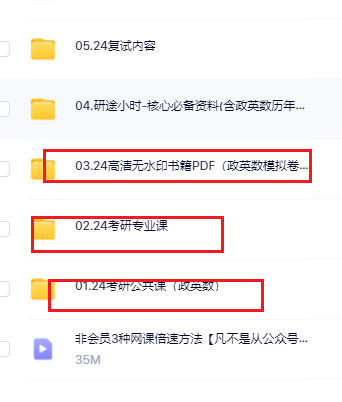 05.24复试内容
04.研途小时-核心必备资料(含政英数历年...
03.24高清无水印书籍PDF（政英数模拟卷...
02.24考研专业课
01.24考研公共课（政英数）
非会员3种网课倍速方法【凡不是从公众号...
35M